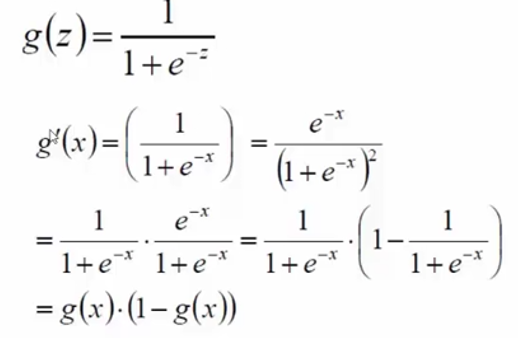 g(z) = 1 / (1 + e^{-z})
g'(x) = (1 / (1 + e^{-x})) = e^{-x} / (1 + e^{-x})^2
= 1 / (1 + e^{-x}) · e^{-x} / (1 + e^{-x}) = 1 / (1 + e^{-x}) · (1 − 1 / (1 + e^{-x}))
= g(x) · (1 − g(x))